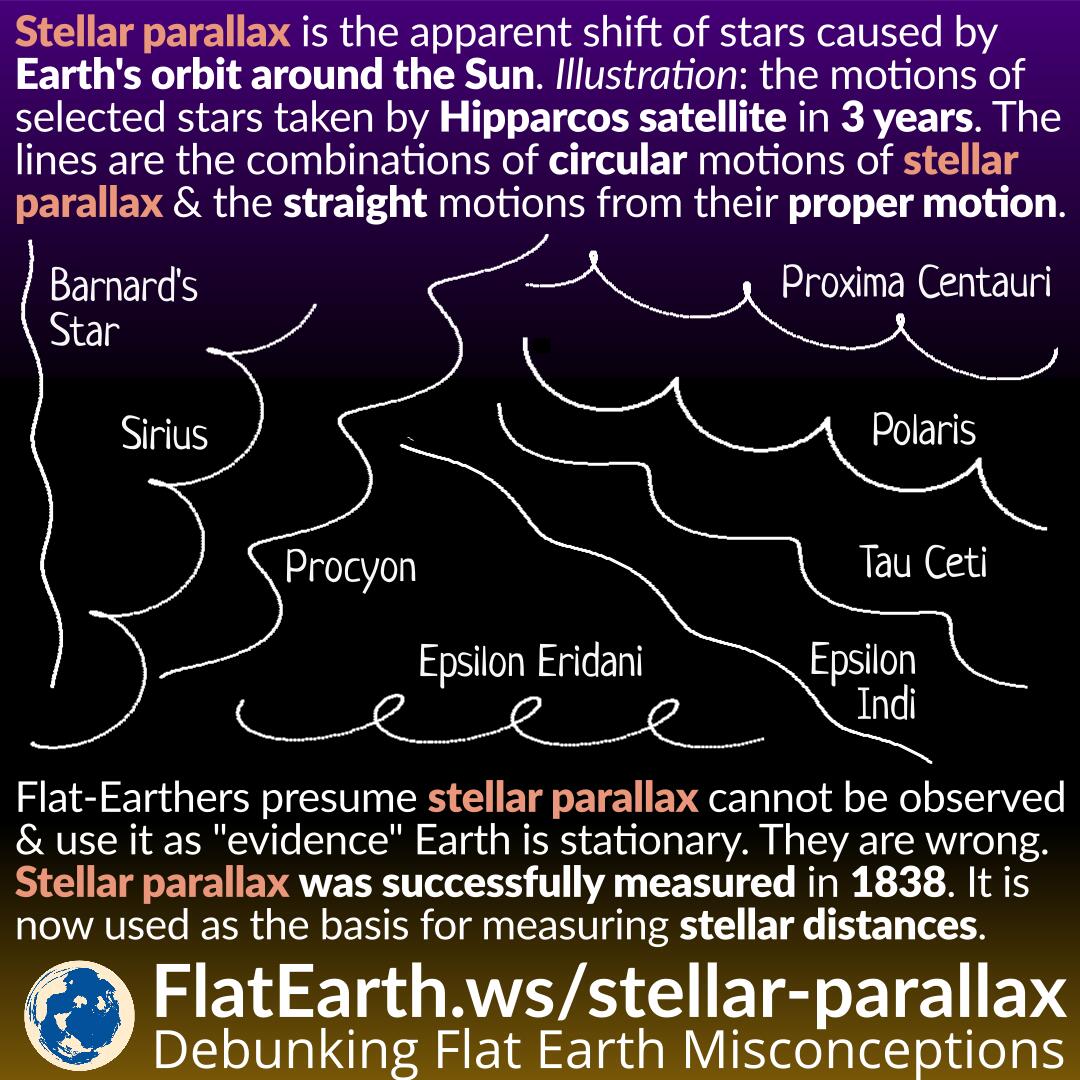 Stellar parallax is the apparent shift of stars caused by
Earth's orbit around the Sun. Illustration: the motions of
selected stars taken by Hipparcos satellite in 3 years. The
lines are the combinations of circular motions of stellar
parallax & the straight motions from their proper motion.
Barnard's
Star
Proxima Centauri
Sirius
Polaris
Procyon
Tau Ceti
Epsilon Eridani
Epsilon
Indi
Flat-Earthers presume stellar parallax cannot be observed
& use it as "evidence" Earth is stationary. They are wrong.
Stellar parallax was successfully measured in 1838. It is
now used as the basis for measuring stellar distances.
FlatEarth.ws/stellar-parallax
Debunking Flat Earth Misconceptions